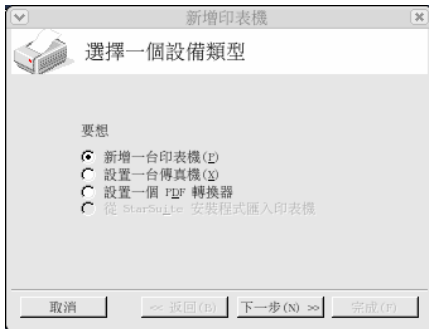 新增印表機
選擇一個設備類型
要想
新增一台印表機(P)
設置一台傳真機(X)
設置一個 PDF 轉換器
從 StarSuite 安裝程式匯入印表機
取消 << 返回(B) 下一步(N) >> 完成(F)